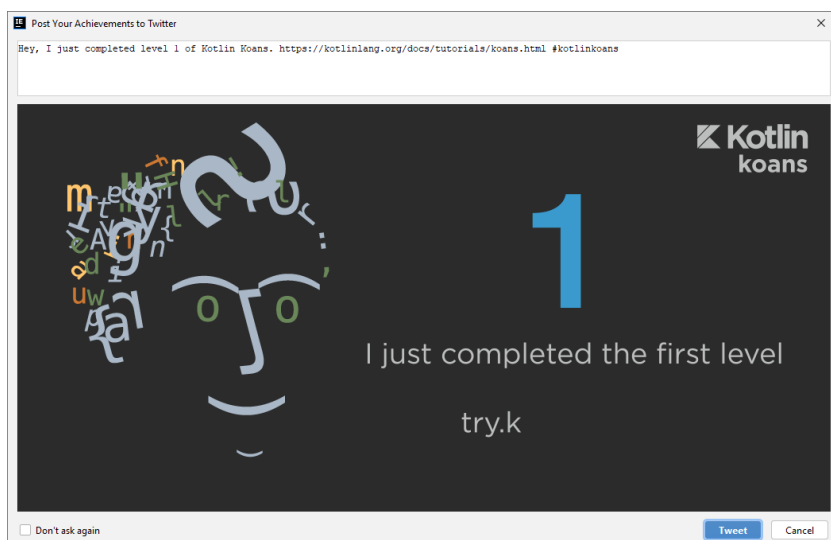 Post Your Achievements to Twitter
Hey, I just completed level 1 of Kotlin Koans. https://kotlinlang.org/docs/tutorials/koans.html #kotlinkoans
Kotlin
koans
1
I just completed the first level
try.k
Don't ask again
Tweet
Cancel